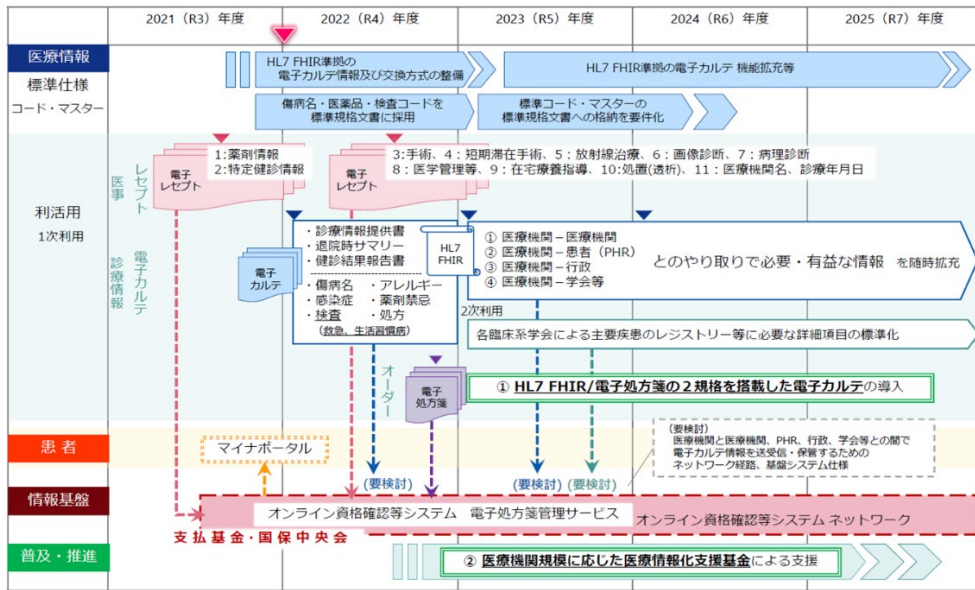 2021（R3）年度
2022（R4）年度
2023（R5）年度
2024（R6）年度
2025（R7）年度
医療情報
標準仕様
コード・マスター
HL7 FHIR準拠の
電子カルテ情報及び交換方式の整備
HL7 FHIR準拠の電子カルテ 機能拡充等
傷病名・医薬品・検査コードを
標準規格文書に採用
標準コード・マスターの
標準規格文書への格納を要件化
利活用
1次利用
レセプト
医事
電子
レセプト
1:薬剤情報
2:特定健診情報
電子
レセプト
3:手術、4：短期滞在手術、5：放射線治療、6：画像診断、7：病理診断
8：医学管理等、9：在宅療養指導、10:処置(透析)、11：医療機関名、診療年月日
電子カルテ
診療情報
電子
カルテ
・診療情報提供書
・退院時サマリー
・健診結果報告書
・傷病名 ・アレルギー
・感染症 ・薬剤禁忌
・検査 ・処方
（救急、生活習慣病）
HL7
FHIR
① 医療機関－医療機関
② 医療機関－患者（PHR）
③ 医療機関－行政
④ 医療機関－学会等
とのやり取りで必要・有益な情報 を随時拡充
2次利用
各臨床系学会による主要疾患のレジストリー等に必要な詳細項目の標準化
オーダー
電子
処方箋
① HL7 FHIR/電子処方箋の２規格を搭載した電子カルテの導入
患者
マイナポータル
(要検討)
(要検討)
(要検討)
(要検討)
医療機関と医療機関、PHR、行政、学会等との間で
電子カルテ情報を送受信・保管するための
ネットワーク経路、基盤システム仕様
情報基盤
オンライン資格確認等システム 電子処方箋管理サービス
オンライン資格確認等システム ネットワーク
支払基金・国保中央会
普及・推進
② 医療機関規模に応じた医療情報化支援基金による支援